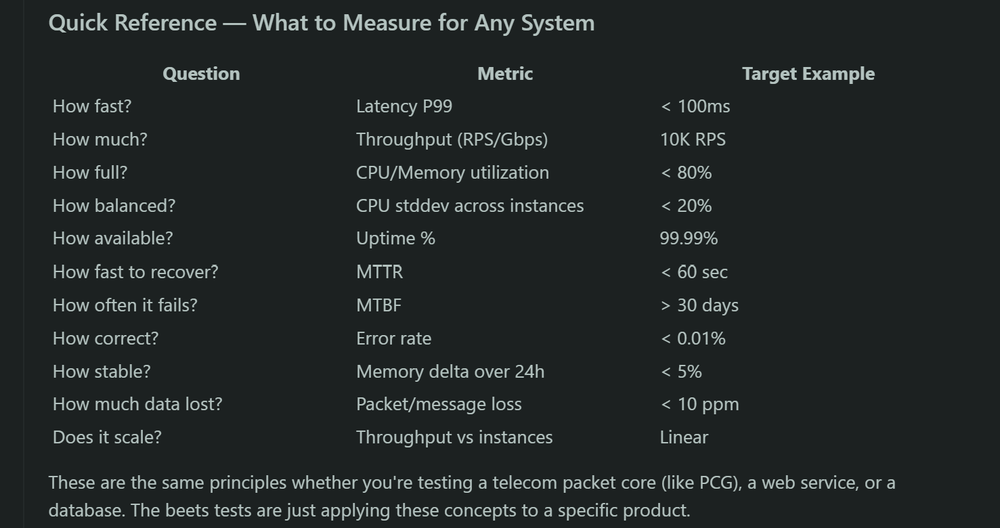 Quick Reference — What to Measure for Any System
Question Metric Target Example
How fast? Latency P99 < 100ms
How much? Throughput (RPS/Gbps) 10K RPS
How full? CPU/Memory utilization < 80%
How balanced? CPU stddev across instances < 20%
How available? Uptime % 99.99%
How fast to recover? MTTR < 60 sec
How often it fails? MTBF > 30 days
How correct? Error rate < 0.01%
How stable? Memory delta over 24h < 5%
How much data lost? Packet/message loss < 10 ppm
Does it scale? Throughput vs instances Linear
These are the same principles whether you're testing a telecom packet core (like PCG), a web service, or a
database. The beets tests are just applying these concepts to a specific product.